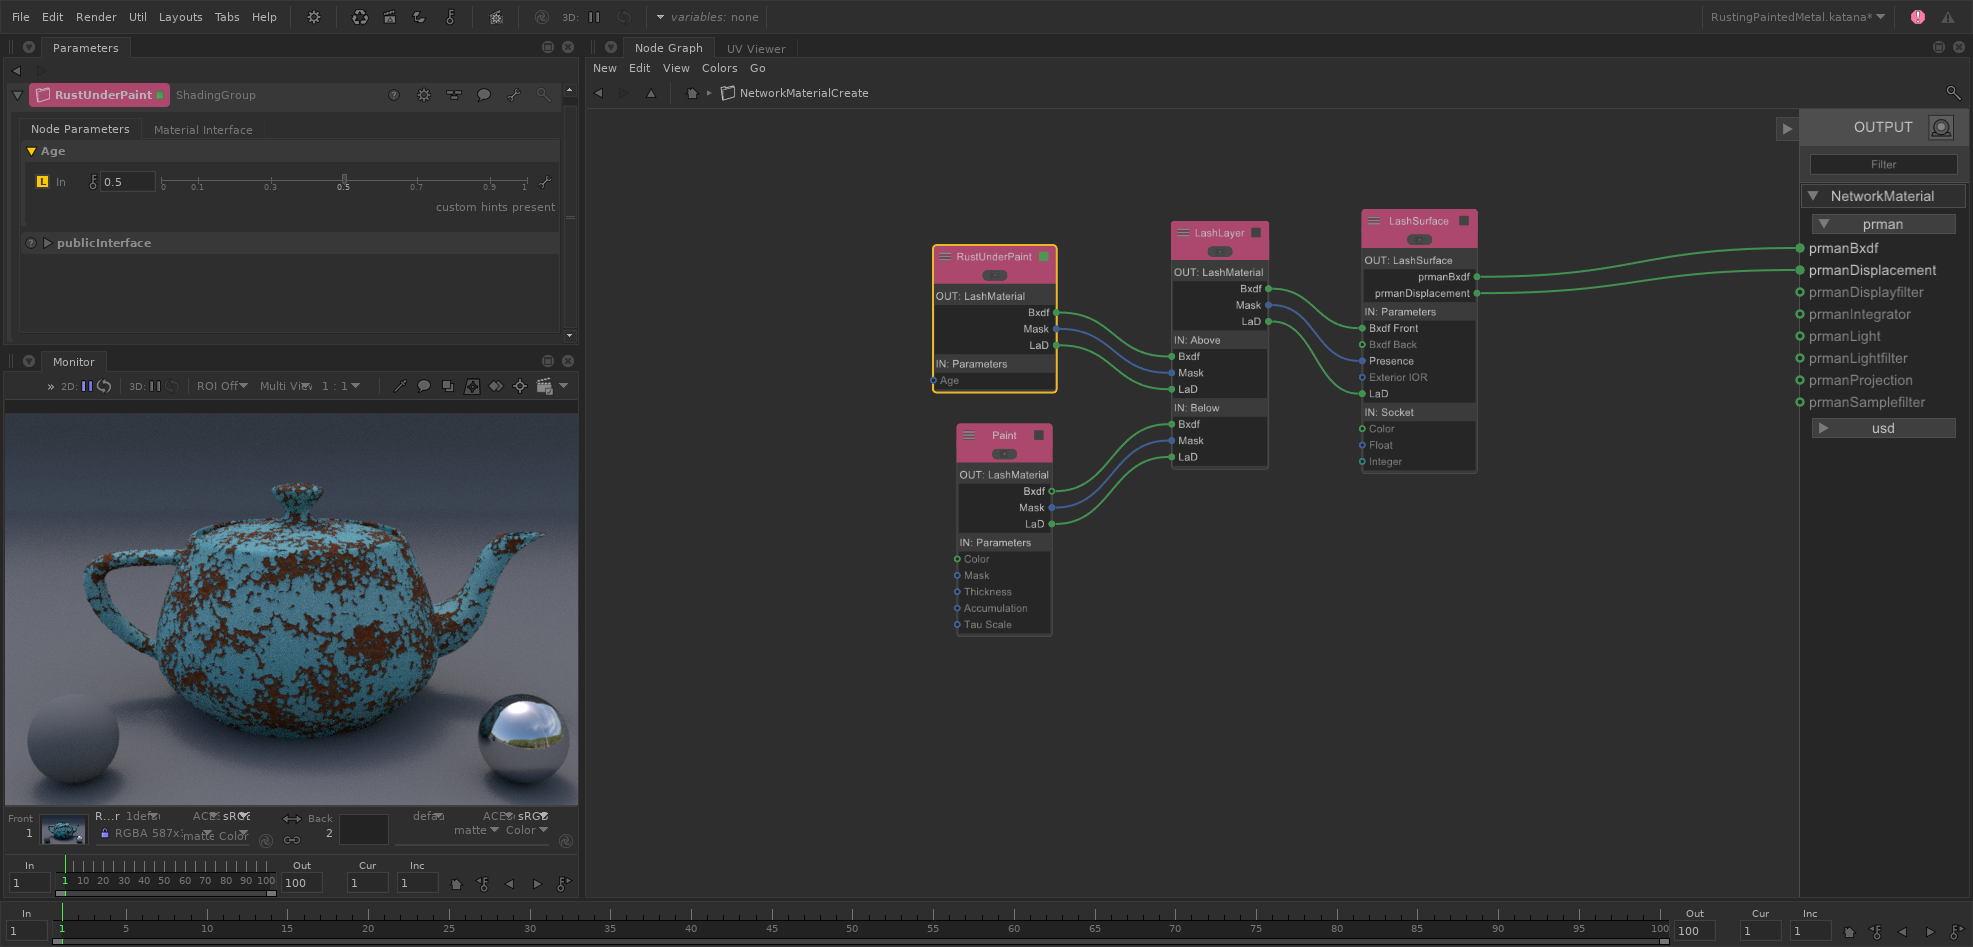 File Edit Render Util Layouts Tabs Help 3D: variables: none RustingPaintedMetal.katana*
Parameters
RustUnderPaint ShadingGroup
Node Parameters Material Interface
Age
L In 0.5 0 0.1 0.3 0.5 0.7 0.9 1
custom hints present
publicInterface
Monitor
» 2D: 3D: ROI Off 1 : 1
Front R...r sRGB Back sRGB
1 RGBA matte Color 2 matte Color
In Out Cur Inc
1 1 10 20 30 40 50 60 70 80 90 100 100 1 1
Node Graph UV Viewer
New Edit View Colors Go
NetworkMaterialCreate
RustUnderPaint
OUT: LashMaterial
Bxdf
Mask
LaD
IN: Parameters
Age
Paint
OUT: LashMaterial
Bxdf
Mask
LaD
IN: Parameters
Color
Mask
Thickness
Accumulation
Tau Scale
LashLayer
OUT: LashMaterial
Bxdf
Mask
LaD
IN: Above
Bxdf
Mask
LaD
IN: Below
Bxdf
Mask
LaD
LashSurface
OUT: LashSurface
prmanBxdf
prmanDisplacement
IN: Parameters
Bxdf Front
Bxdf Back
Presence
Exterior IOR
LaD
IN: Socket
Color
Float
Integer
OUTPUT
Filter
NetworkMaterial
prman
prmanBxdf
prmanDisplacement
prmanDisplayfilter
prmanIntegrator
prmanLight
prmanLightfilter
prmanProjection
prmanSamplefilter
usd
In Out Cur Inc
1 1 5 10 15 20 25 30 35 40 45 50 55 60 65 70 75 80 85 90 95 100 100 1 1